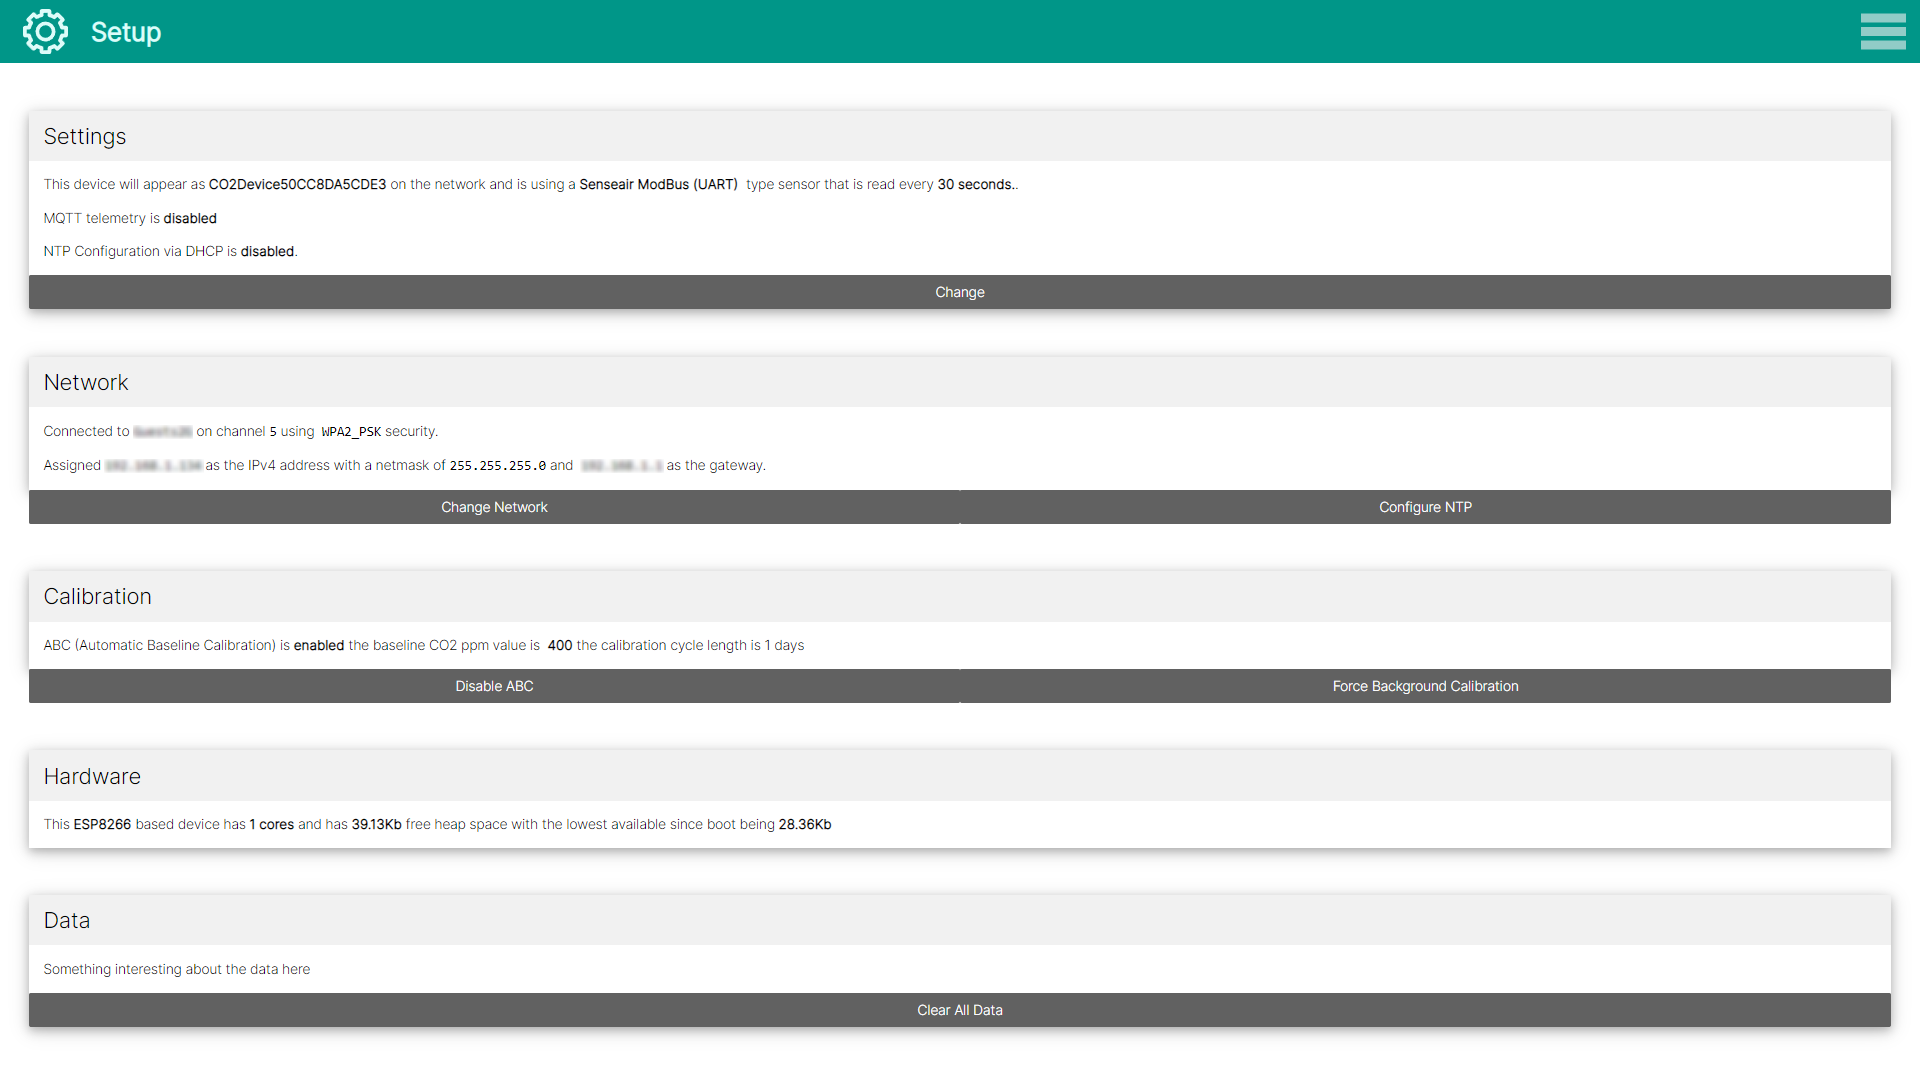 Setup
Settings
This device will appear as CO2Device50CC8DA5CDE3 on the network and is using a Senseair ModBus (UART) type sensor that is read every 30 seconds..
MQTT telemetry is disabled
NTP Configuration via DHCP is disabled.
Change
Network
Connected to on channel 5 using WPA2_PSK security.
Assigned as the IPv4 address with a netmask of 255.255.255.0 and as the gateway.
Change Network Configure NTP
Calibration
ABC (Automatic Baseline Calibration) is enabled the baseline CO2 ppm value is 400 the calibration cycle length is 1 days
Disable ABC Force Background Calibration
Hardware
This ESP8266 based device has 1 cores and has 39.13Kb free heap space with the lowest available since boot being 28.36Kb
Data
Something interesting about the data here
Clear All Data